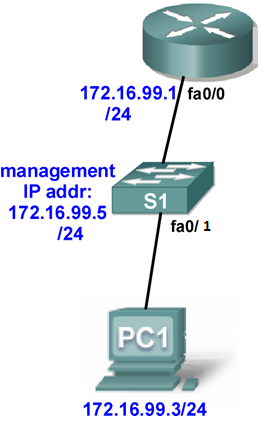 172.16.99.1 fa0/0
/24
management
IP addr:
172.16.99.5
/24
S1
fa0/ 1
PC1
172.16.99.3/24